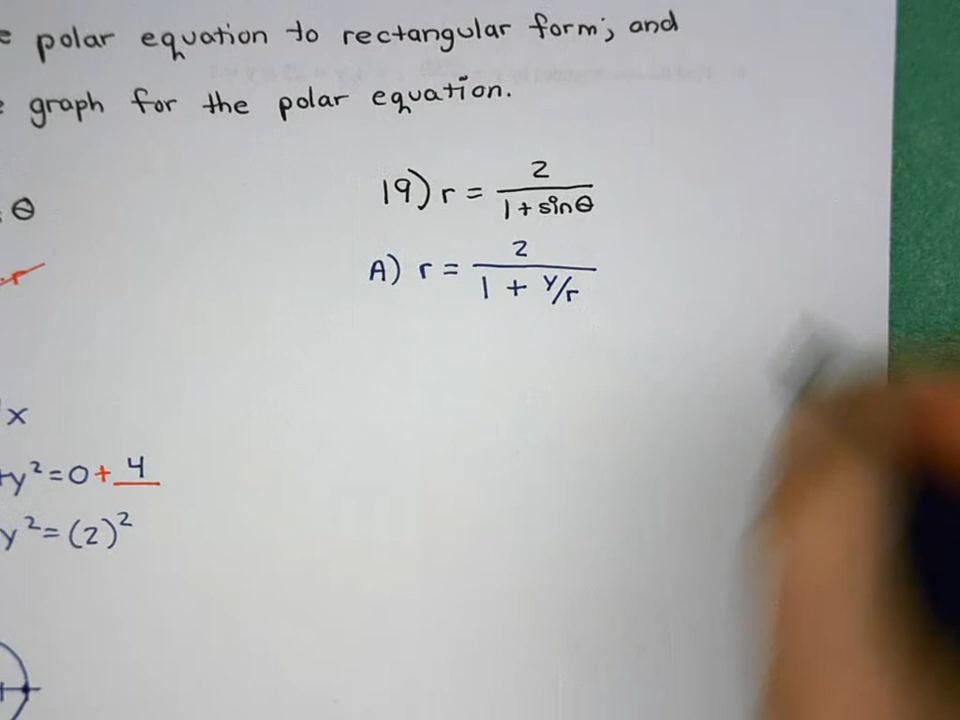 polar equation to rectangular form; and
graph for the polar equation.
θ
r
x
+y² = 0 + 4
y² = (2)²
19) r = 2/(1 + sinθ)
A) r = 2/(1 + y/r)